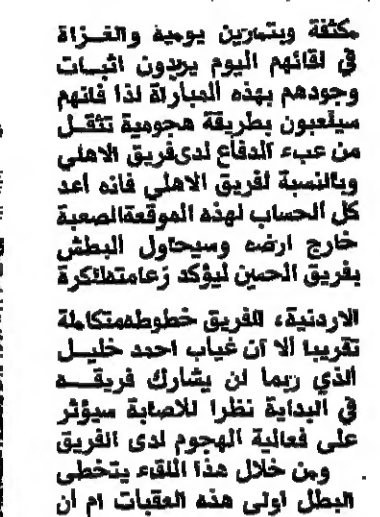 مكثفة وبتمارين يومية والغزاة
في لقائهم اليوم يريدون اثبات
وجودهم بهذه المباراة لذا فانهم
سيلعبون بطريقة هجومية تثقل
من عبء الدفاع لدى فريق الاهلي
وبالنسبة لفريق الاهلي فانه اعد
كل الحساب لهذه الموقعة الصعبة
خارج ارضه وسيحاول البطش
بفريق الحسين ليؤكد زعامته للكرة
الاردنية، للفريق خطوطه متكاملة
تقريبا الا أن غياب احمد خليل
الذي ربما لن يشارك فريقه
في البداية نظرا للاصابة سيؤثر
على فعالية الهجوم لدى الفريق
ومن خلال هذا اللقاء يتخطى
البطل اولى هذه العقبات ام ان